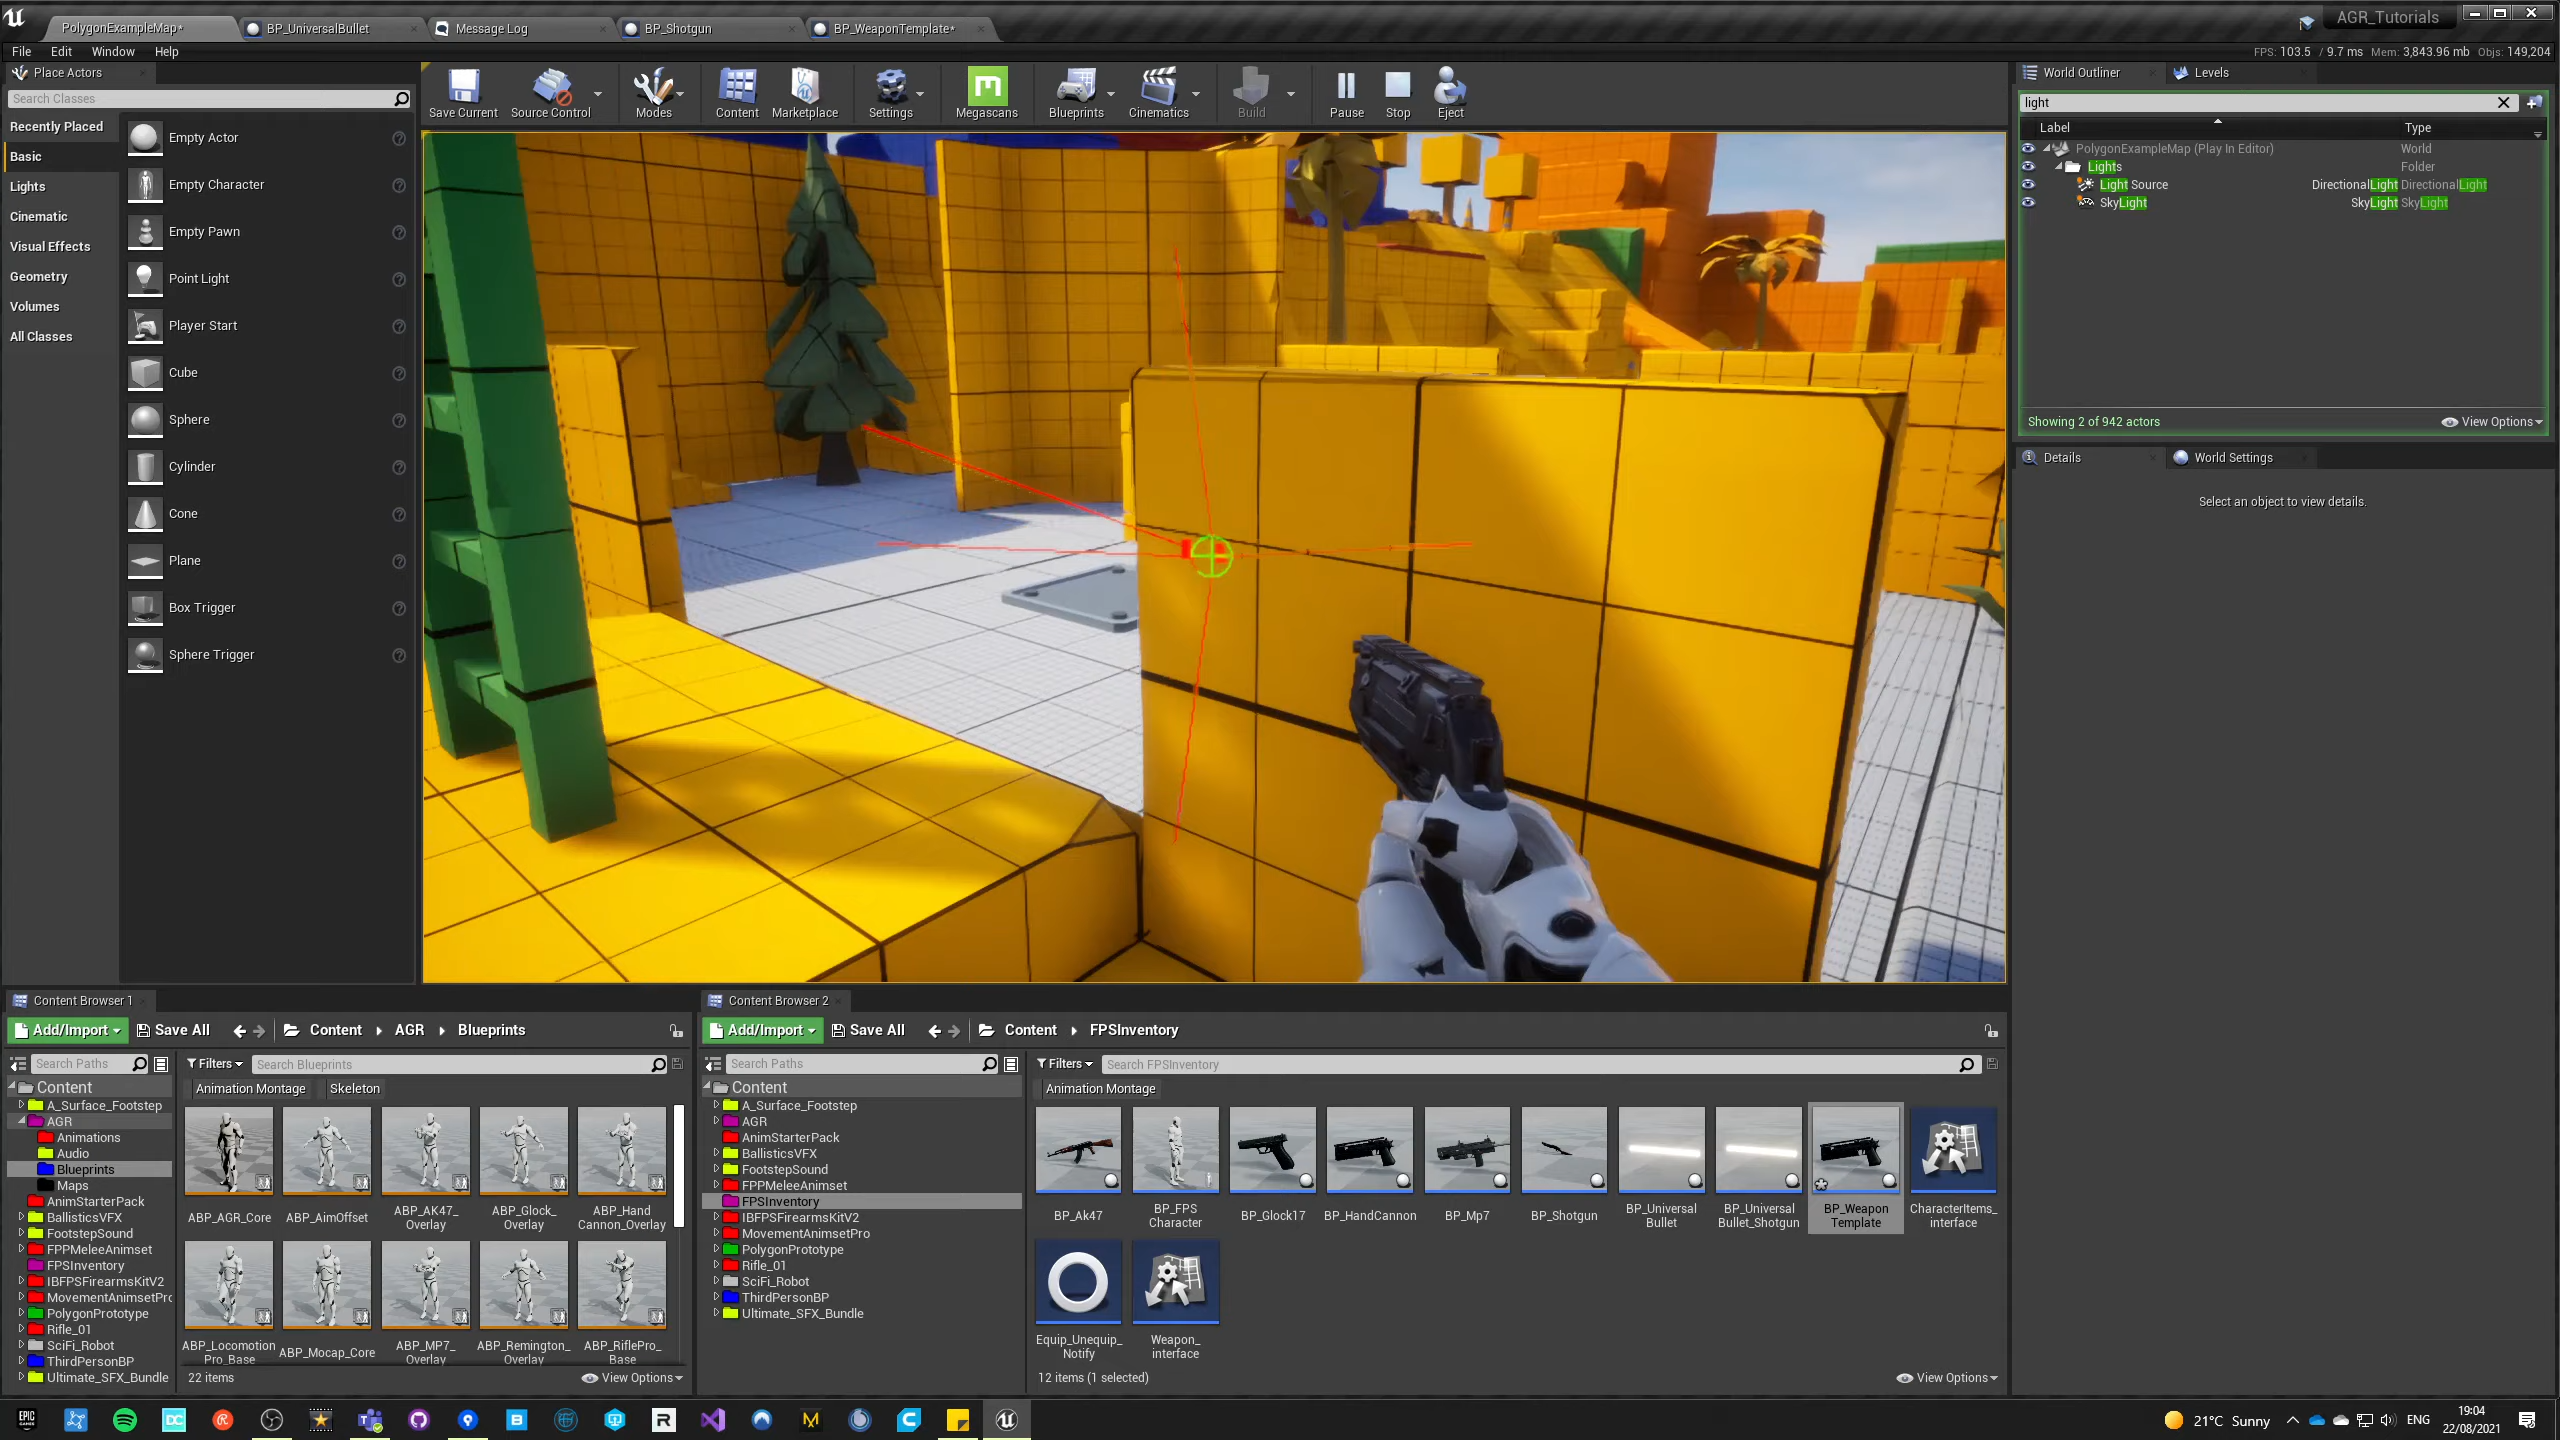 PolygonExampleMap*
BP_UniversalBullet
Message Log
BP_Shotgun
BP_WeaponTemplate*
AGR_Tutorials
File Edit Window Help
FPS: 103.5 / 9.7 ms Mem: 3,843.96 mb Objs: 149,204
Place Actors
Search Classes
Recently Placed
Basic
Lights
Cinematic
Visual Effects
Geometry
Volumes
All Classes
Empty Actor
Empty Character
Empty Pawn
Point Light
Player Start
Cube
Sphere
Cylinder
Cone
Plane
Box Trigger
Sphere Trigger
Save Current
Source Control
Modes
Content
Marketplace
Settings
Megascans
Blueprints
Cinematics
Build
Pause
Stop
Eject
World Outliner
Levels
light
Label Type
PolygonExampleMap (Play In Editor) World
Lights Folder
Light Source DirectionalLight DirectionalLight
SkyLight SkyLight SkyLight
Showing 2 of 942 actors
View Options
Details
World Settings
Select an object to view details.
Content Browser 1
Add/Import Save All Content AGR Blueprints
Search Paths
Filters
Search Blueprints
Animation Montage Skeleton
Content
A_Surface_Footstep
AGR
Animations
Audio
Blueprints
Maps
AnimStarterPack
BallisticsVFX
FootstepSound
FPPMeleeAnimset
FPSInventory
IBFPSFirearmsKitV2
MovementAnimsetPro
PolygonPrototype
Rifle_01
SciFi_Robot
ThirdPersonBP
Ultimate_SFX_Bundle
ABP_AGR_Core
ABP_AimOffset
ABP_AK47_
Overlay
ABP_Glock_
Overlay
ABP_Hand
Cannon_Overlay
ABP_Locomotion
Pro_Base
ABP_Mocap_Core
ABP_MP7_
Overlay
ABP_Remington_
Overlay
ABP_RiflePro_
Base
22 items
View Options
Content Browser 2
Add/Import Save All Content FPSInventory
Search Paths
Filters
Search FPSInventory
Animation Montage
Content
A_Surface_Footstep
AGR
AnimStarterPack
BallisticsVFX
FootstepSound
FPPMeleeAnimset
FPSInventory
IBFPSFirearmsKitV2
MovementAnimsetPro
PolygonPrototype
Rifle_01
SciFi_Robot
ThirdPersonBP
Ultimate_SFX_Bundle
BP_Ak47
BP_FPS
Character
BP_Glock17
BP_HandCannon
BP_Mp7
BP_Shotgun
BP_Universal
Bullet
BP_Universal
Bullet_Shotgun
BP_Weapon
Template
CharacterItems_
interface
Equip_Unequip_
Notify
Weapon_
interface
12 items (1 selected)
View Options
EPIC
GAMES
DC
R
B
R
M
C
21°C Sunny
ENG
19:04
22/08/2021